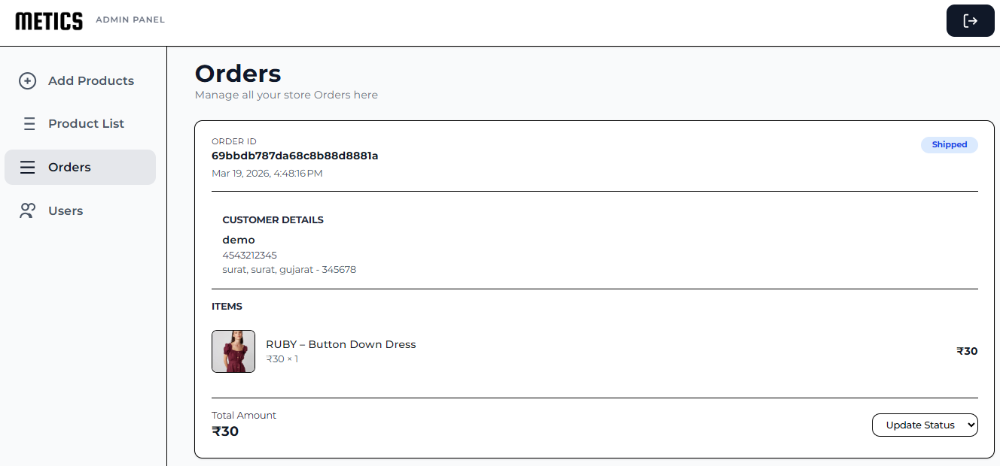 METICS
ADMIN PANEL
Add Products
Product List
Orders
Users
Orders
Manage all your store Orders here
ORDER ID
69bbdb787da68c8b88d8881a
Mar 19, 2026, 4:48:16 PM
Shipped
CUSTOMER DETAILS
demo
4543212345
surat, surat, gujarat - 345678
ITEMS
RUBY – Button Down Dress
₹30 × 1
₹30
Total Amount
₹30
Update Status